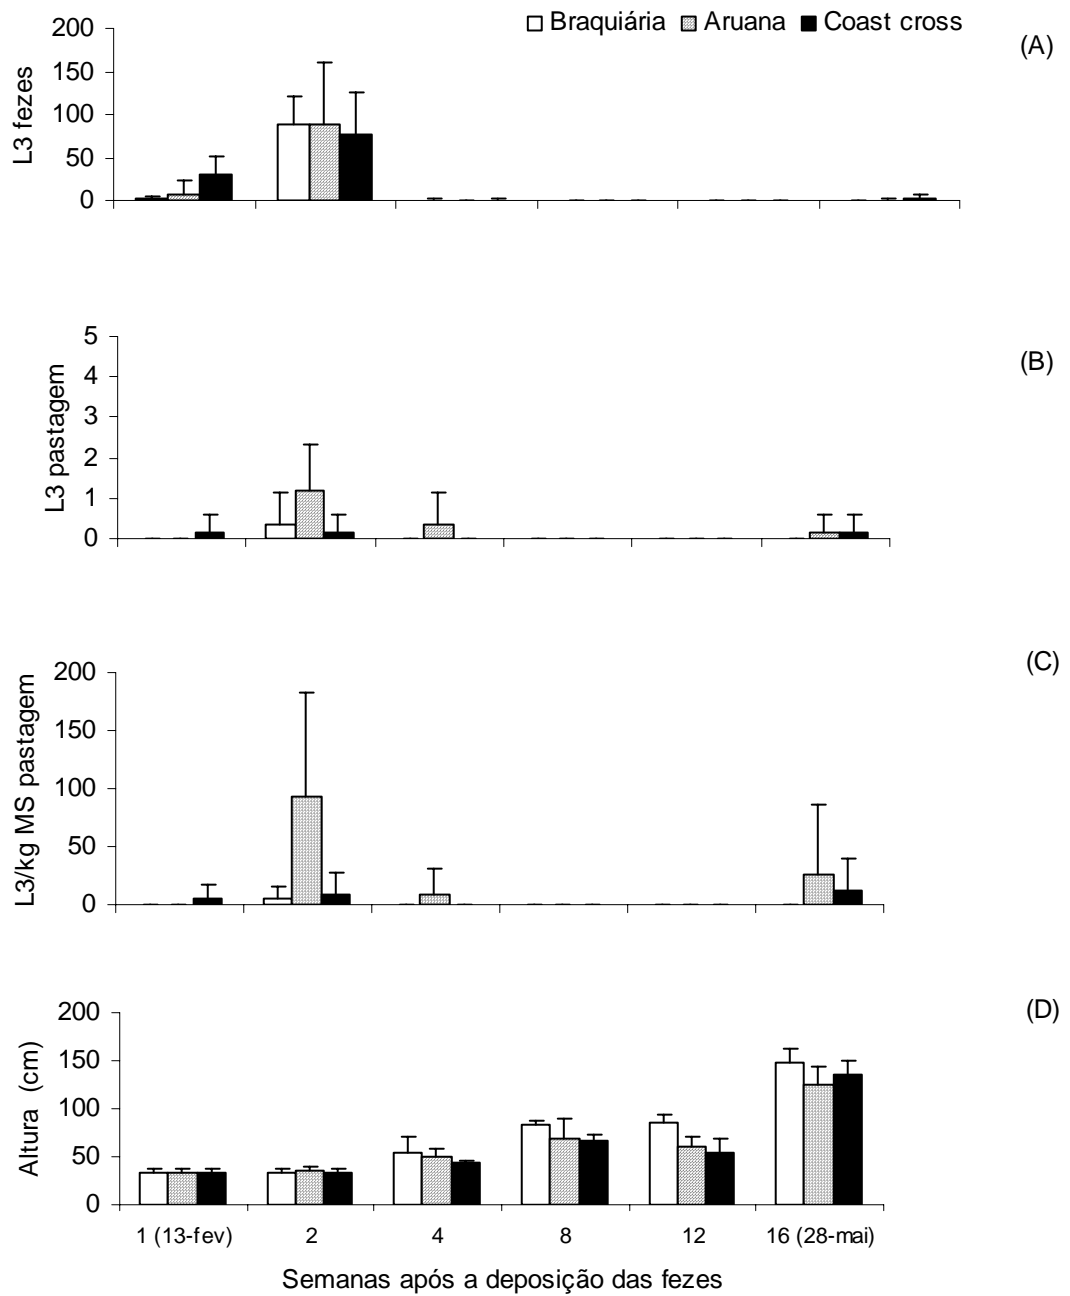 Braquiária Aruana Coast cross
(A)
L3 fezes
200
150
100
50
0
(B)
L3 pastagem
5
4
3
2
1
0
(C)
L3/kg MS pastagem
200
150
100
50
0
(D)
Altura (cm)
200
150
100
50
0
1 (13-fev) 2 4 8 12 16 (28-mai)
Semanas após a deposição das fezes